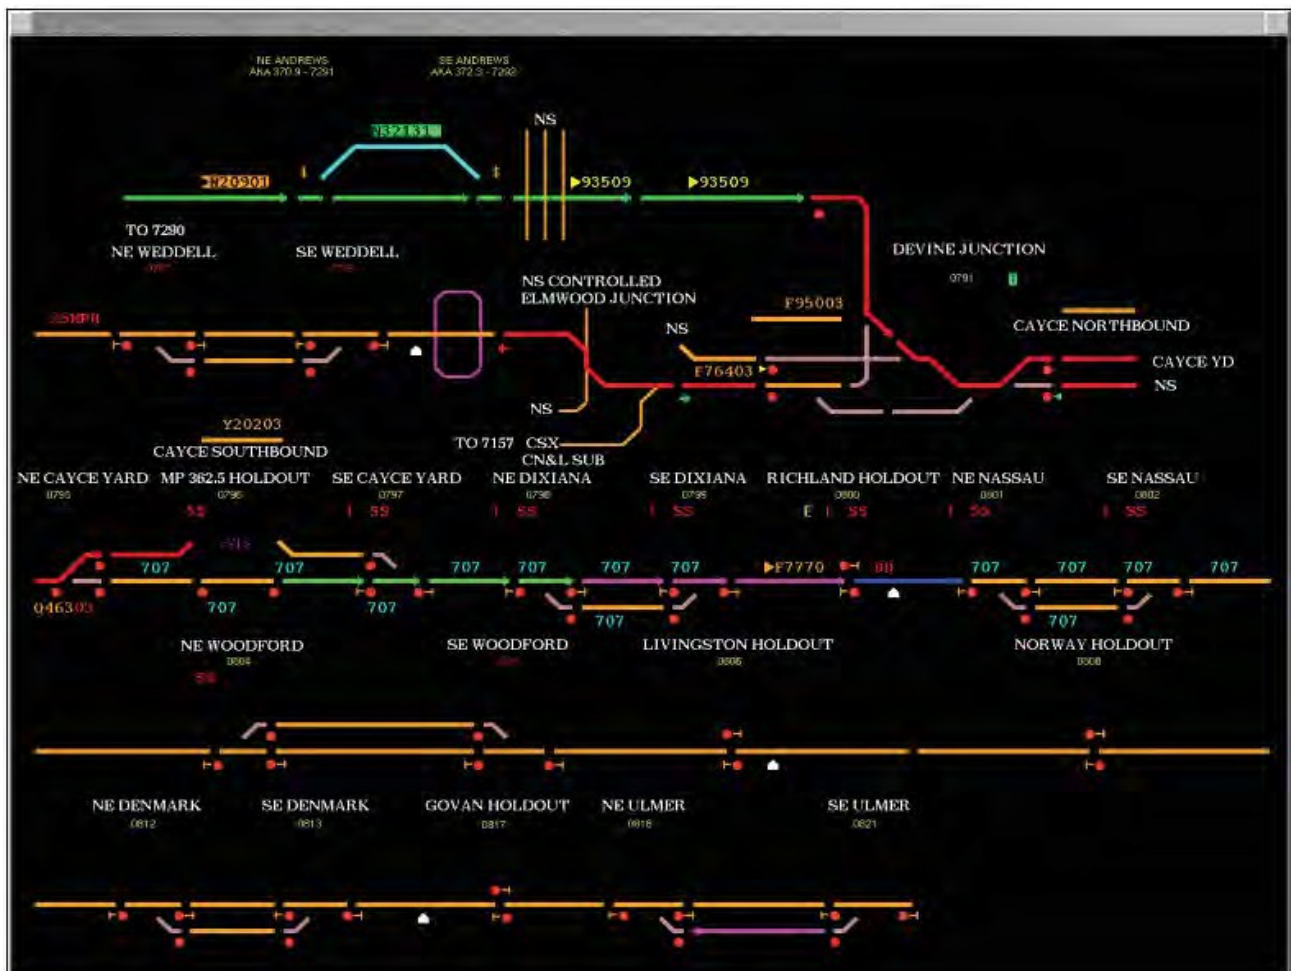 NE ANDREWS
AKA 370.9 - 7291
SE ANDREWS
AKA 372.3 - 7292
N32131
NS
N20901
93509
93509
TO 7290
NE WEDDELL
SE WEDDELL
DEVINE JUNCTION
0791
NS CONTROLLED
ELMWOOD JUNCTION
F95003
25MPH
NS
CAYCE NORTHBOUND
F76403
CAYCE YD
NS
NS
Y20203
TO 7157 CSX
CAYCE SOUTHBOUND
CN&L SUB
NE CAYCE YARD
MP 362.5 HOLDOUT
SE CAYCE YARD
NE DIXIANA
SE DIXIANA
RICHLAND HOLDOUT
NE NASSAU
SE NASSAU
0795
0796
0797
0798
0799
0800
0801
0802
SS
SS
SS
SS
E
SS
SS
SS
707
707
707
707
707
F7770
707
707
707
707
Q46303
707
707
707
707
NE WOODFORD
SE WOODFORD
LIVINGSTON HOLDOUT
NORWAY HOLDOUT
0804
0806
0808
NE DENMARK
SE DENMARK
GOVAN HOLDOUT
NE ULMER
SE ULMER
0812
0813
0817
0818
0821